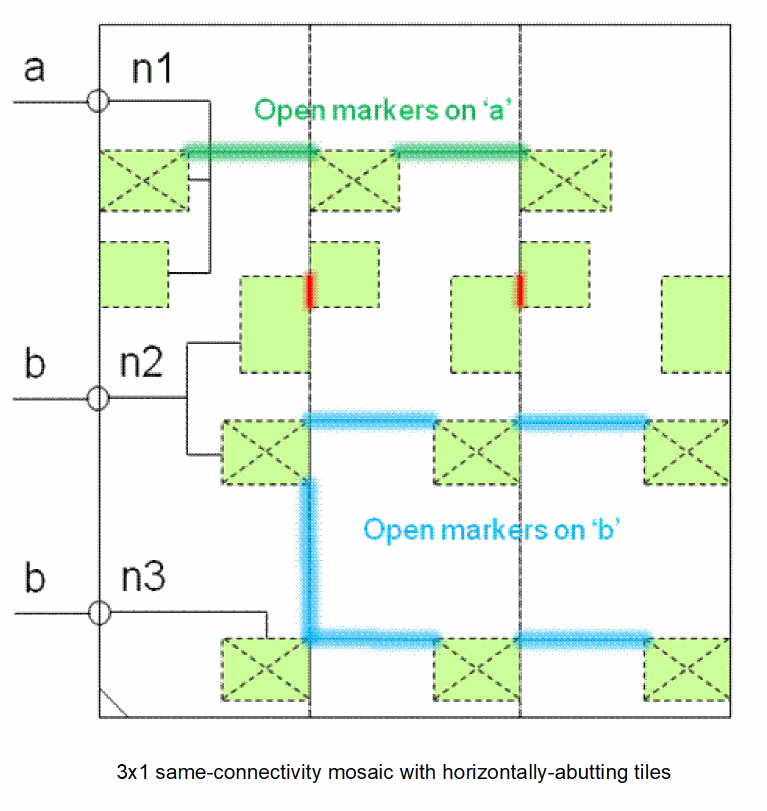 a n1
Open markers on ‘a’
b n2
Open markers on ‘b’
b n3
3x1 same-connectivity mosaic with horizontally-abutting tiles